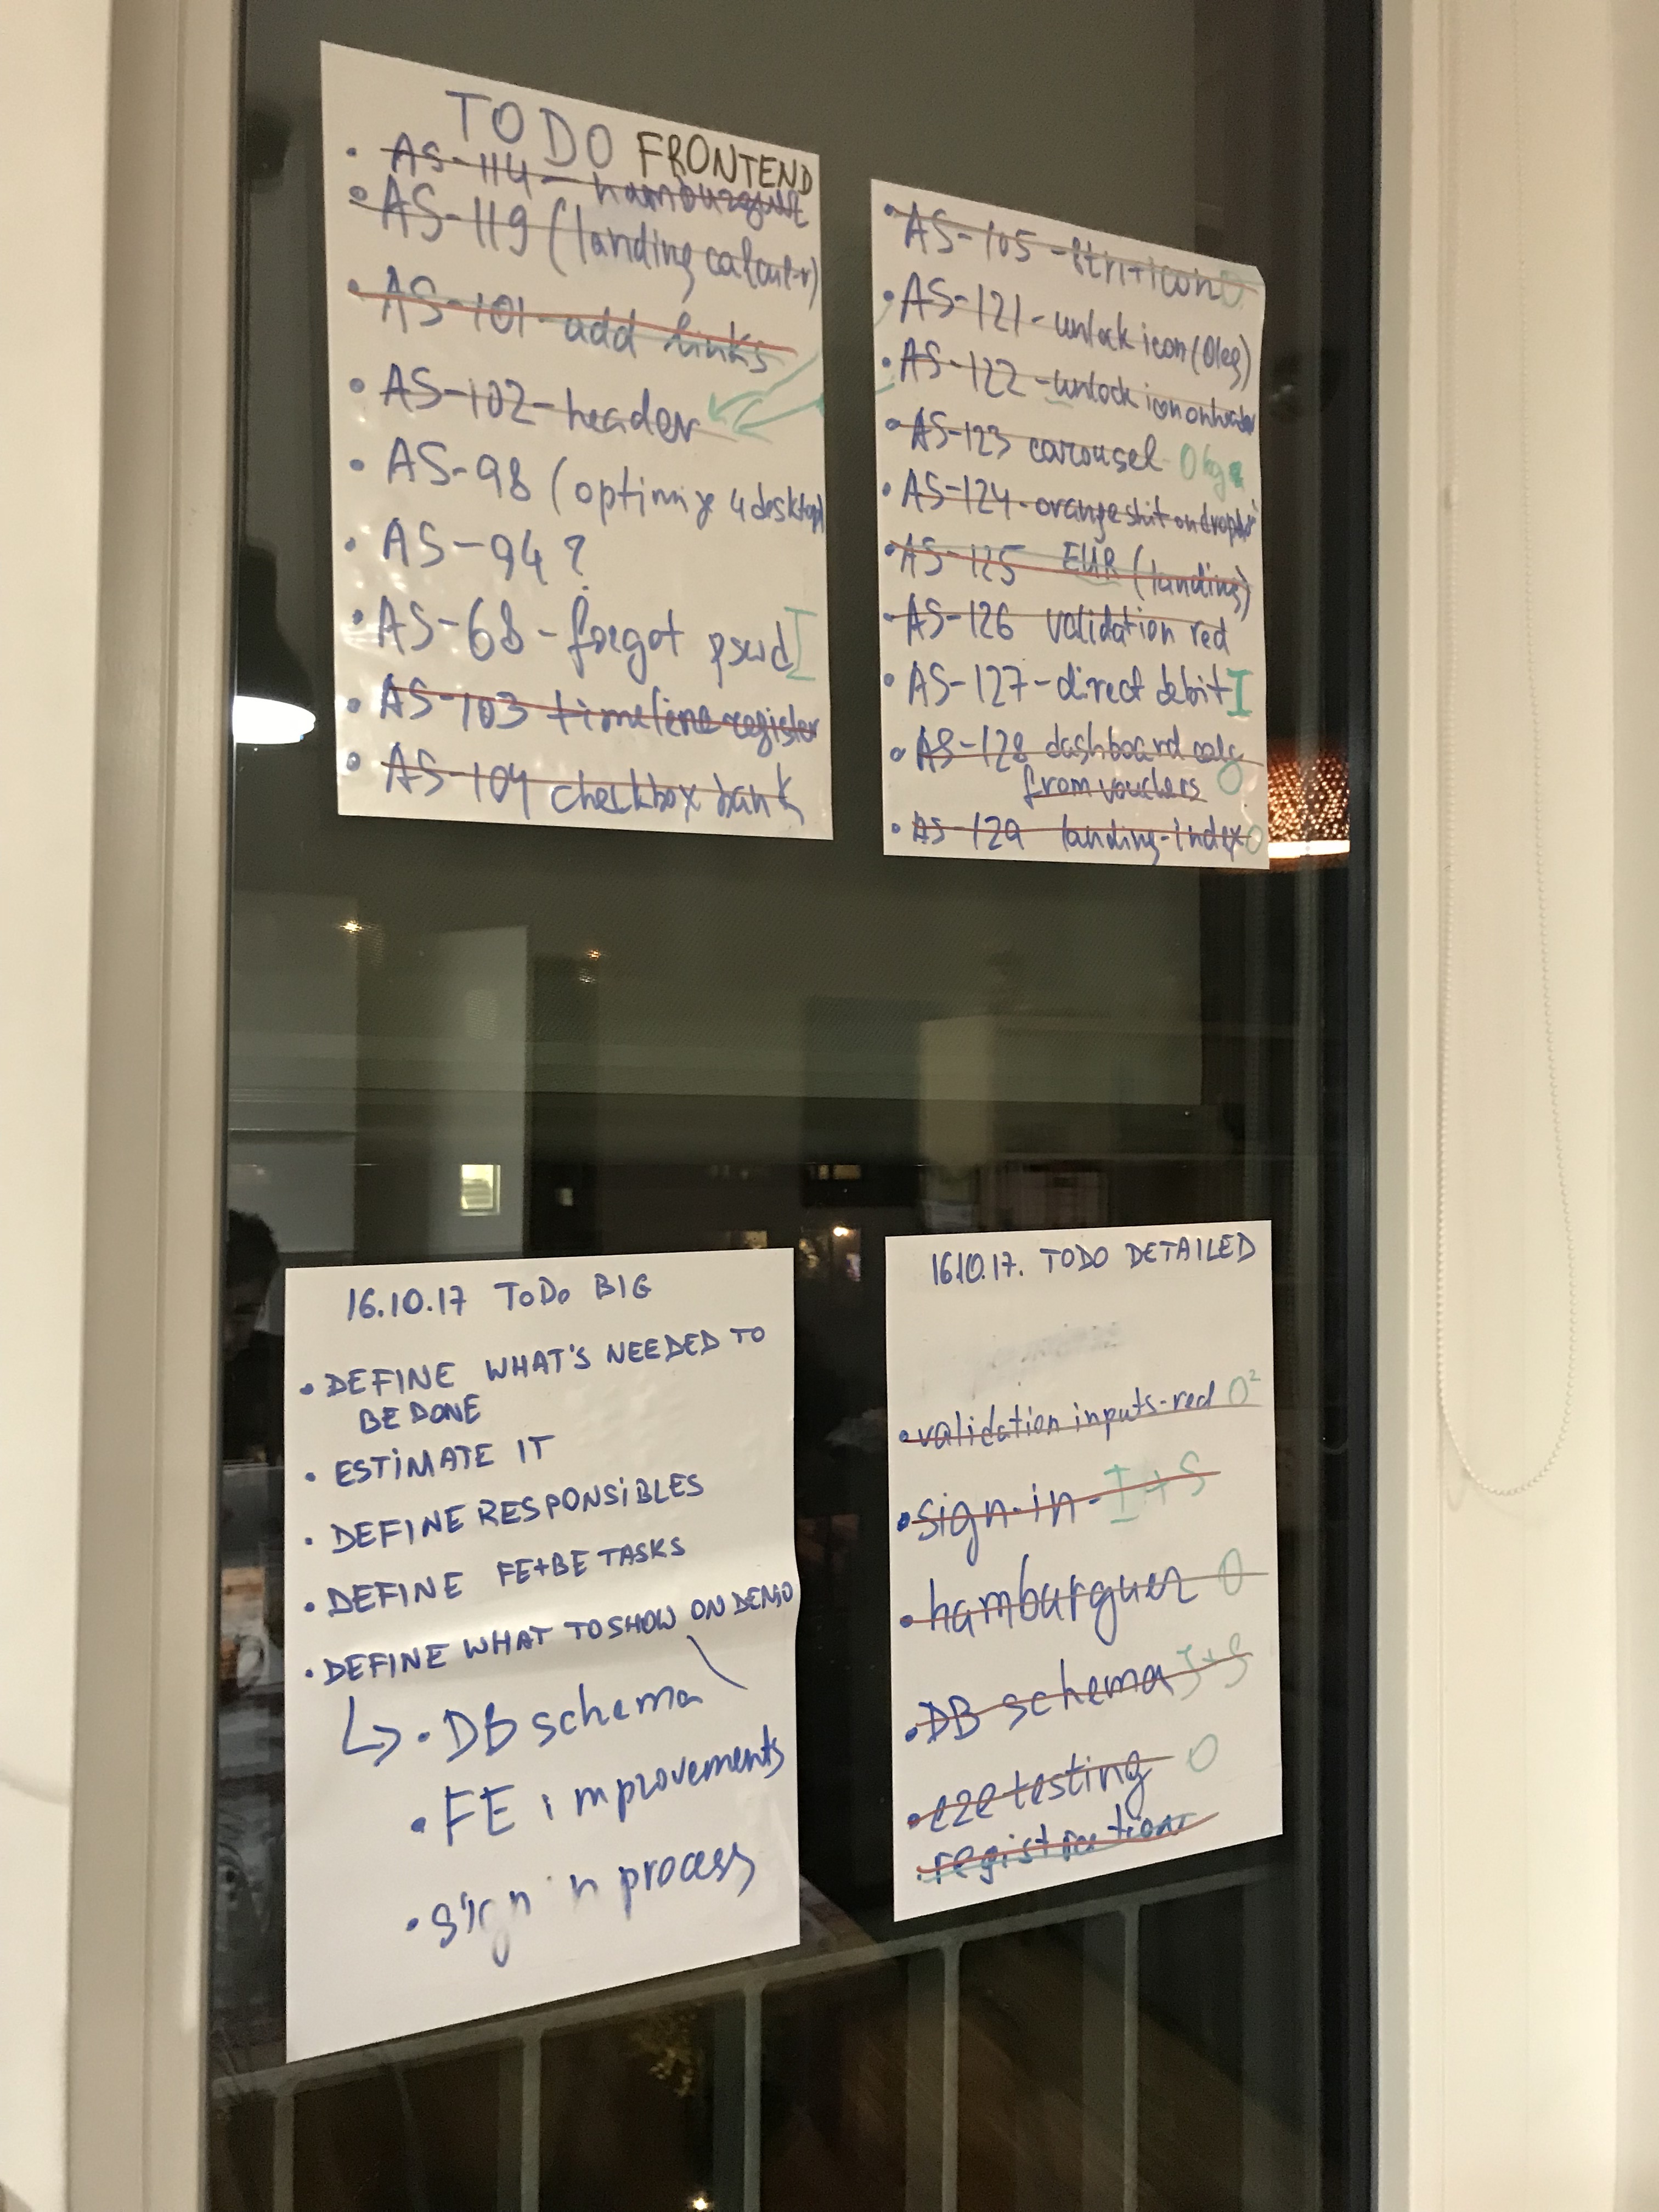 TO DO FRONTEND
• AS-114 - hamburguer
• AS-119 (landing calculator)
• AS-101 - add links
• AS-102 - header
• AS-98 (optimize 4 desktop)
• AS-94 ?
• AS-68 - forgot pswd I
• AS-103 timeline register
• AS-104 checkbox bank
• AS-105 - O
• AS-121 - unlock icon (Oleg)
• AS-122 - unlock icon on header
• AS-123 carousel Oleg
• AS-124 - orange shit on
• AS-125 EUR (landing)
• AS-126 validation red
• AS-127 - direct debit I
• AS-128 dashboard calc
from vouchers O
• AS-129 landing-index O
16.10.17 ToDo BIG
• DEFINE WHAT'S NEEDED TO
BE DONE
• ESTIMATE IT
• DEFINE RESPONSIBLES
• DEFINE FE+BE TASKS
• DEFINE WHAT TO SHOW ON DEMO
↳ • DB schema
• FE improvements
• sign in process
16.10.17. TODO DETAILED
• validation inputs-red O²
• sign-in - I + S
• hamburguer O
• DB schema I+S
• e2e testing O
• registration